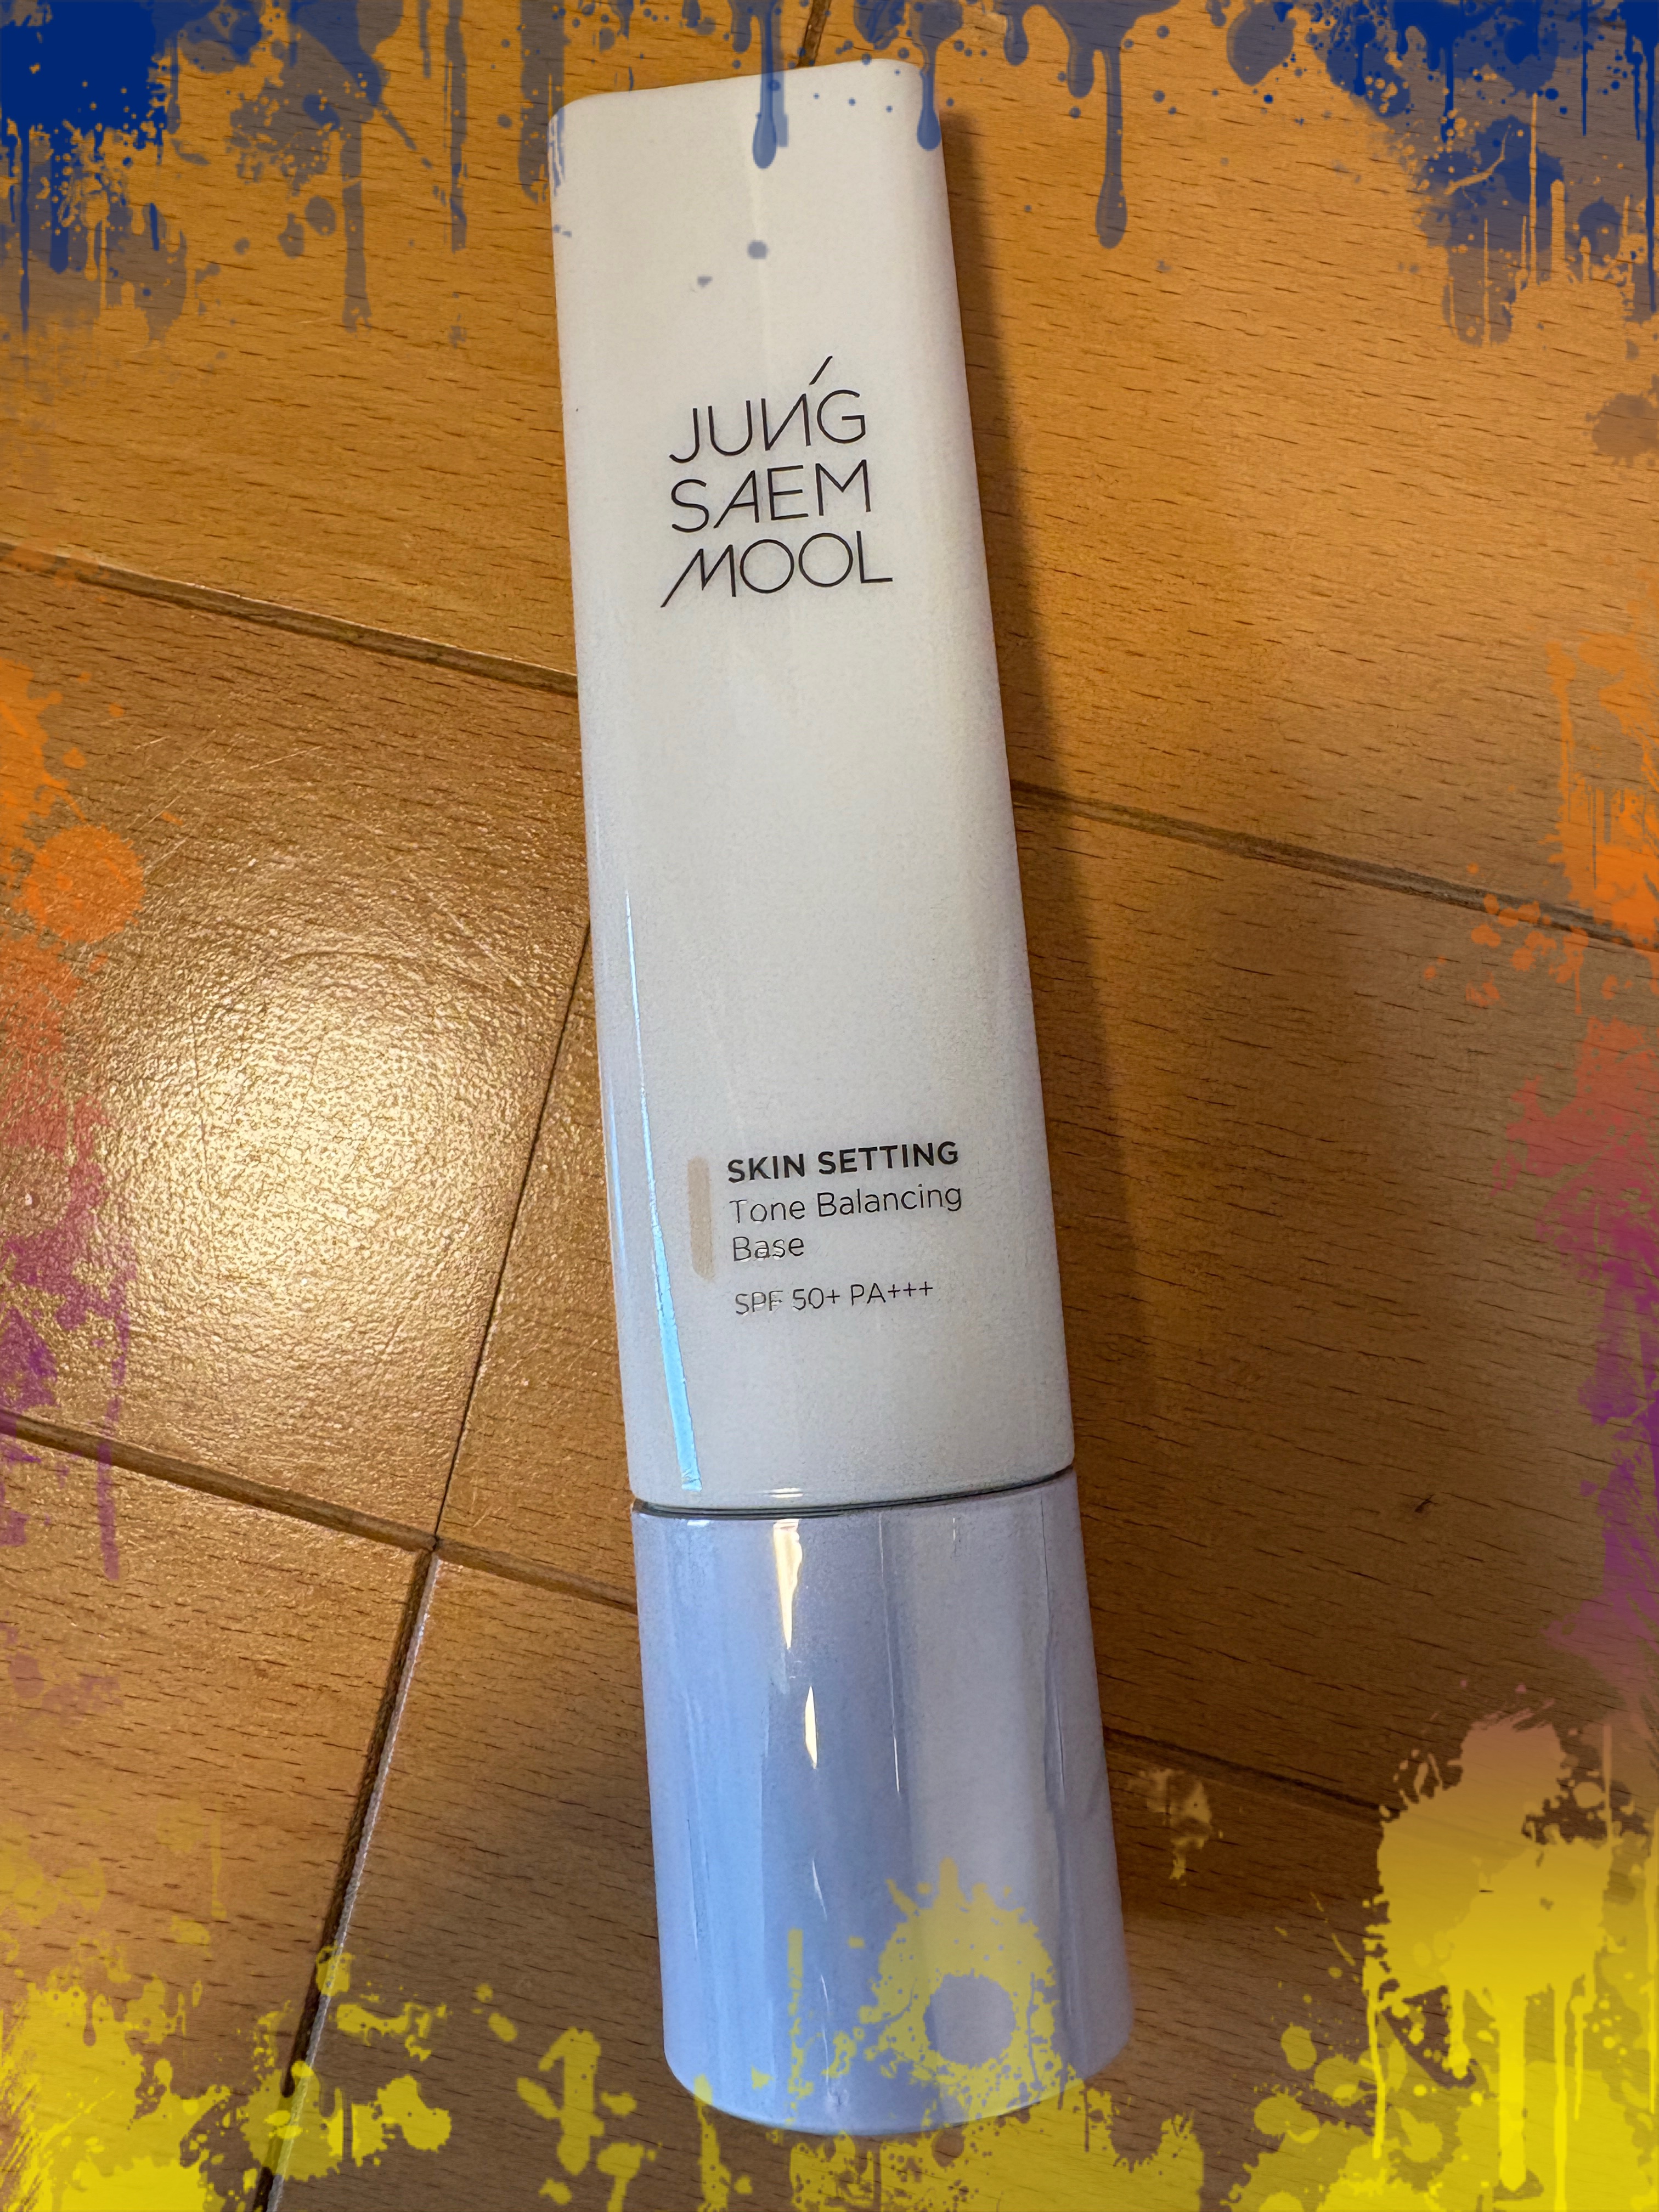 JUNG
SAEM
MOOL
SKIN SETTING
Tone Balancing
Base
SPF 50+ PA+++